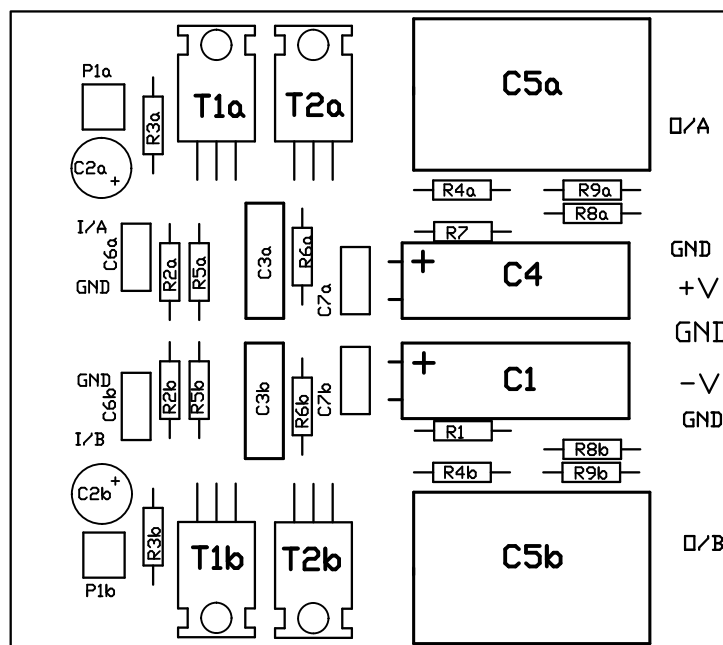 P1a
R3a
T1a
T2a
C5a
O/A
C2a
+
R4a
R9a
R8a
I/A
C6a
R2a
R5a
C3a
R6a
C7a
R7
GND
GND
+
C4
+V
GND
GND
C6b
R2b
R5b
C3b
R6b
C7b
+
C1
-V
GND
I/B
R1
R8b
C2b
+
R4b
R9b
R3b
T1b
T2b
C5b
O/B
P1b